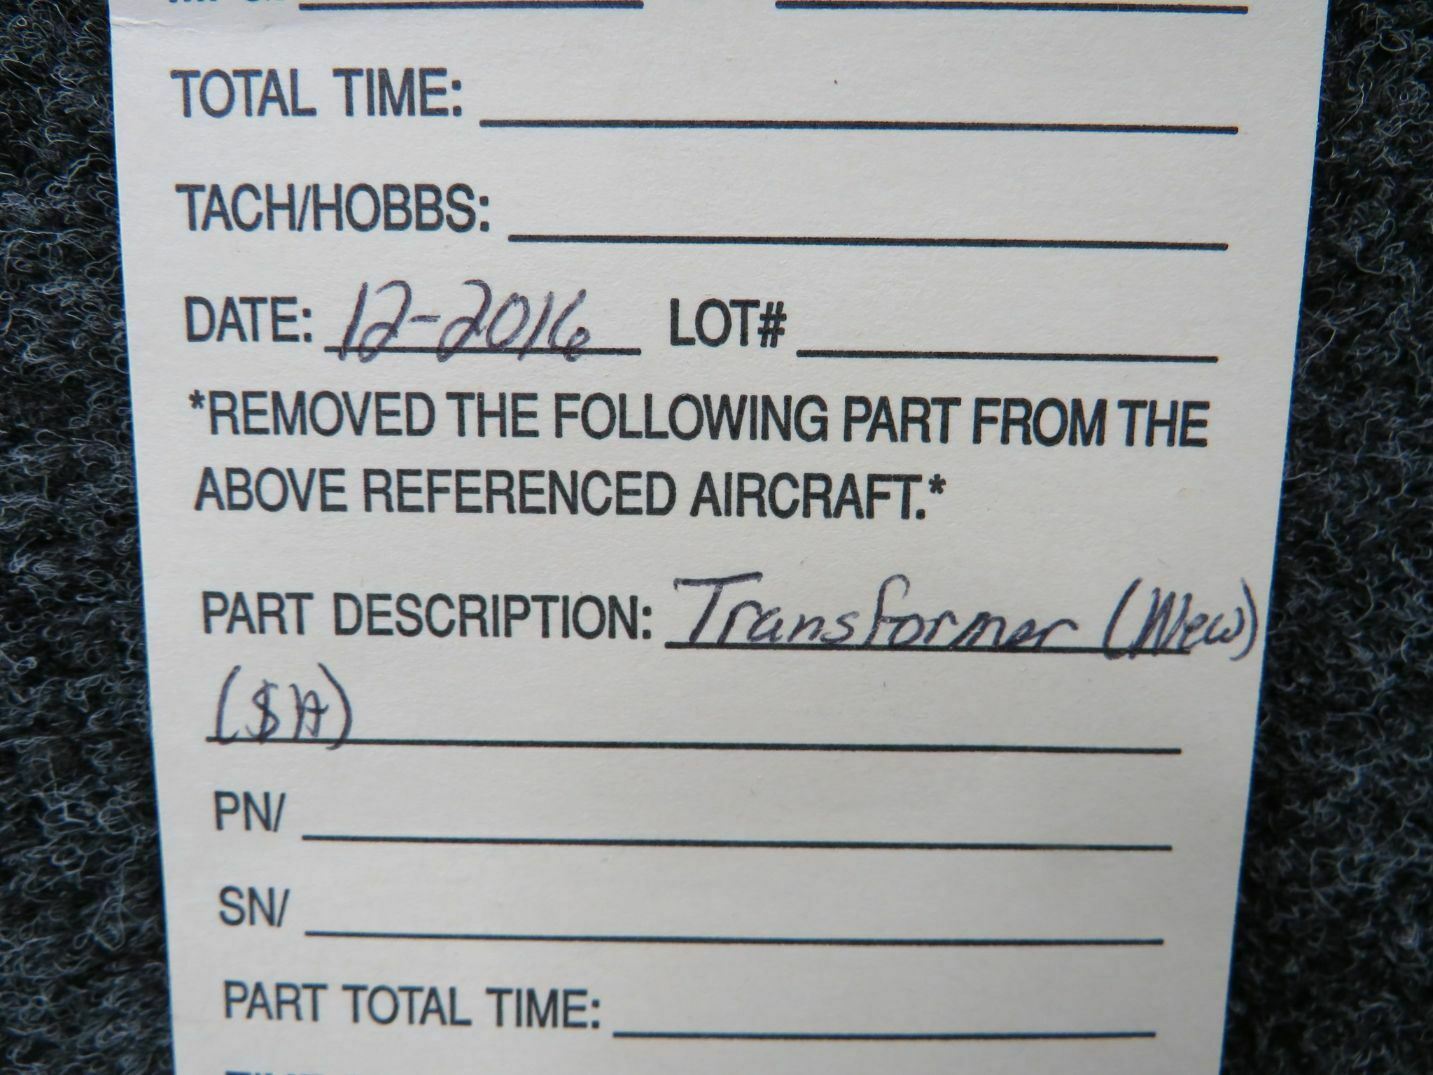 TOTAL TIME:
TACH/HOBBS:
DATE: 12-2016 LOT#
*REMOVED THE FOLLOWING PART FROM THE
ABOVE REFERENCED AIRCRAFT.*
PART DESCRIPTION: Transformer (New)
PN/
SN/
PART TOTAL TIME: